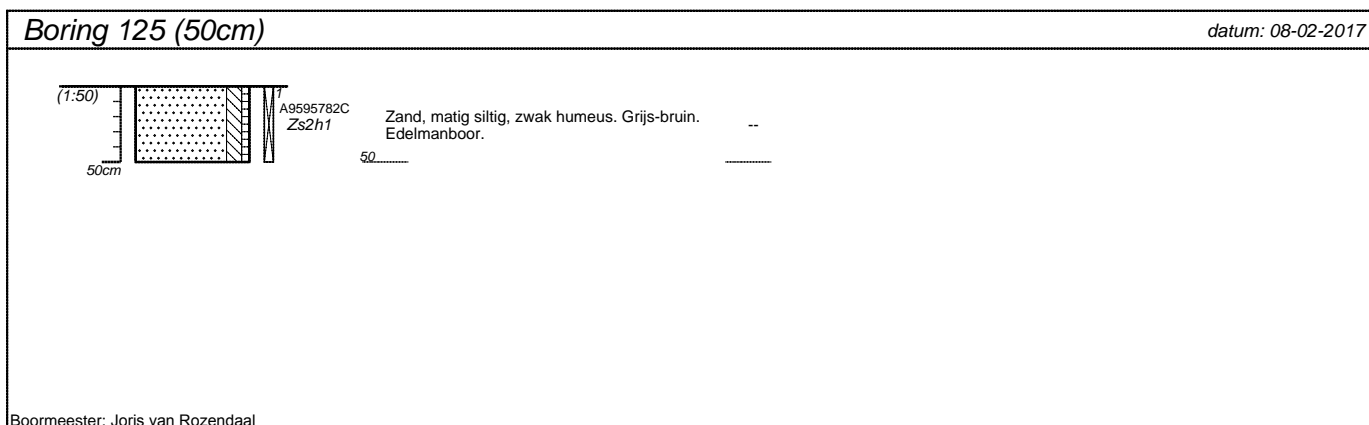 Boring 125 (50cm)
datum: 08-02-2017
(1:50)
1
A9595782C
Zs2h1
Zand, matig siltig, zwak humeus. Grijs-bruin.
Edelmanboor.
--
50
50cm
Boormeester: Joris van Rozendaal